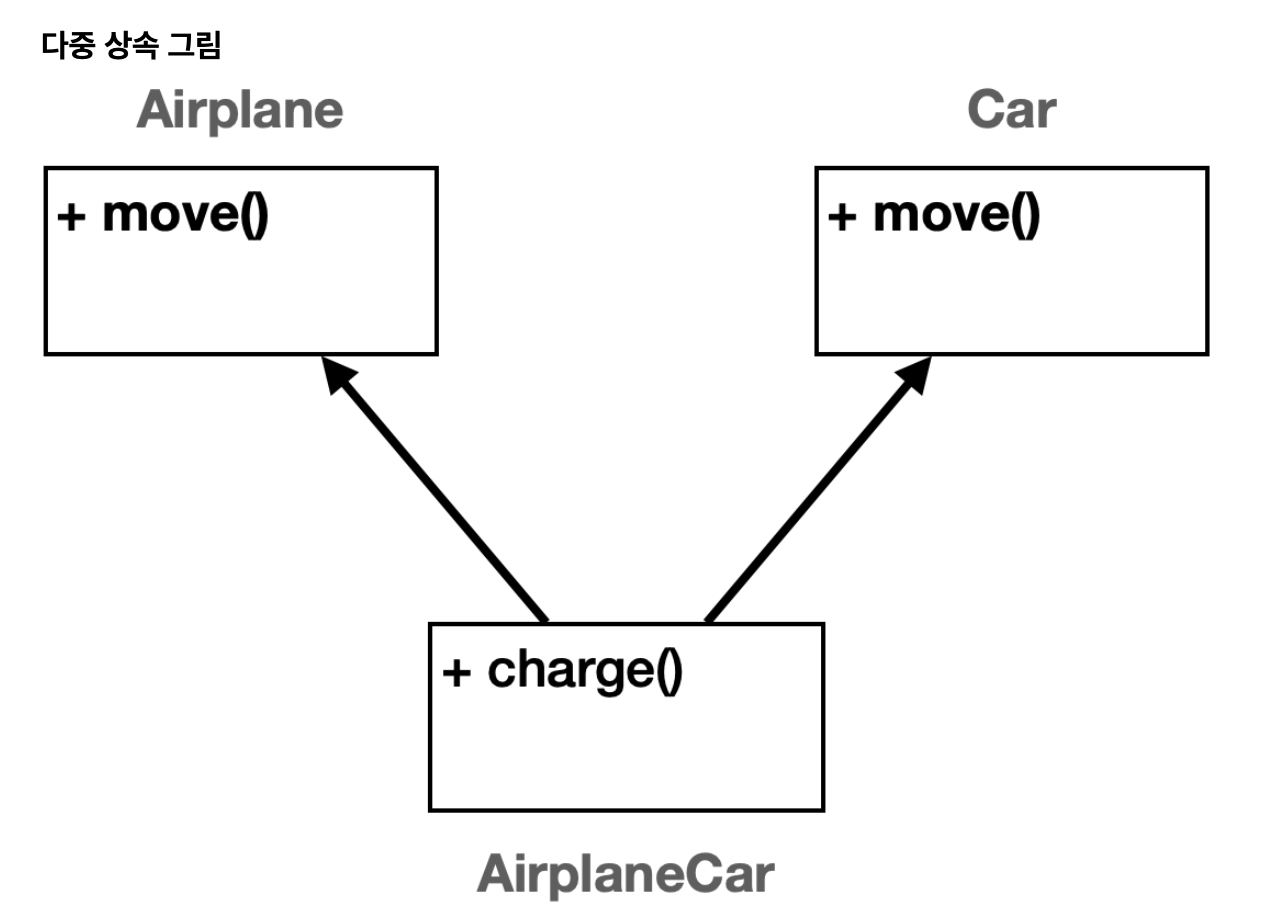 다중 상속 그림
Airplane
Car
+ move()
+ move()
+ charge()
AirplaneCar